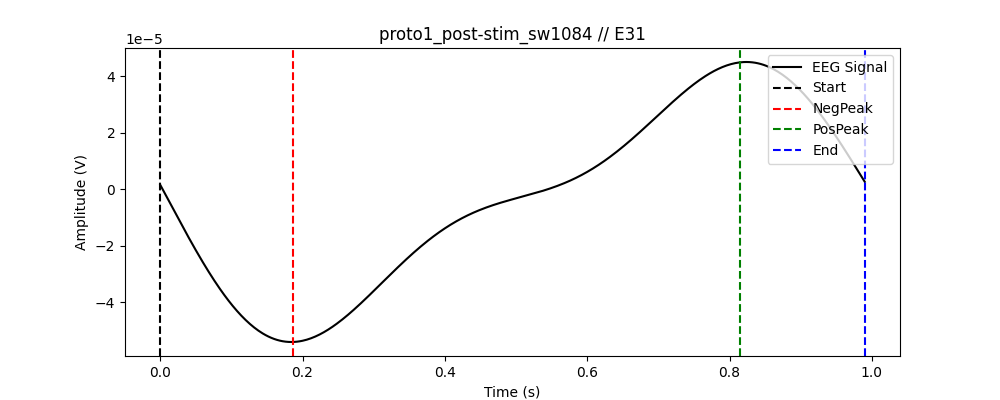 proto1_post-stim_sw1084 // E31
1e−5
4
2
0
−2
−4
Amplitude (V)
EEG Signal
Start
NegPeak
PosPeak
End
0.0 0.2 0.4 0.6 0.8 1.0
Time (s)